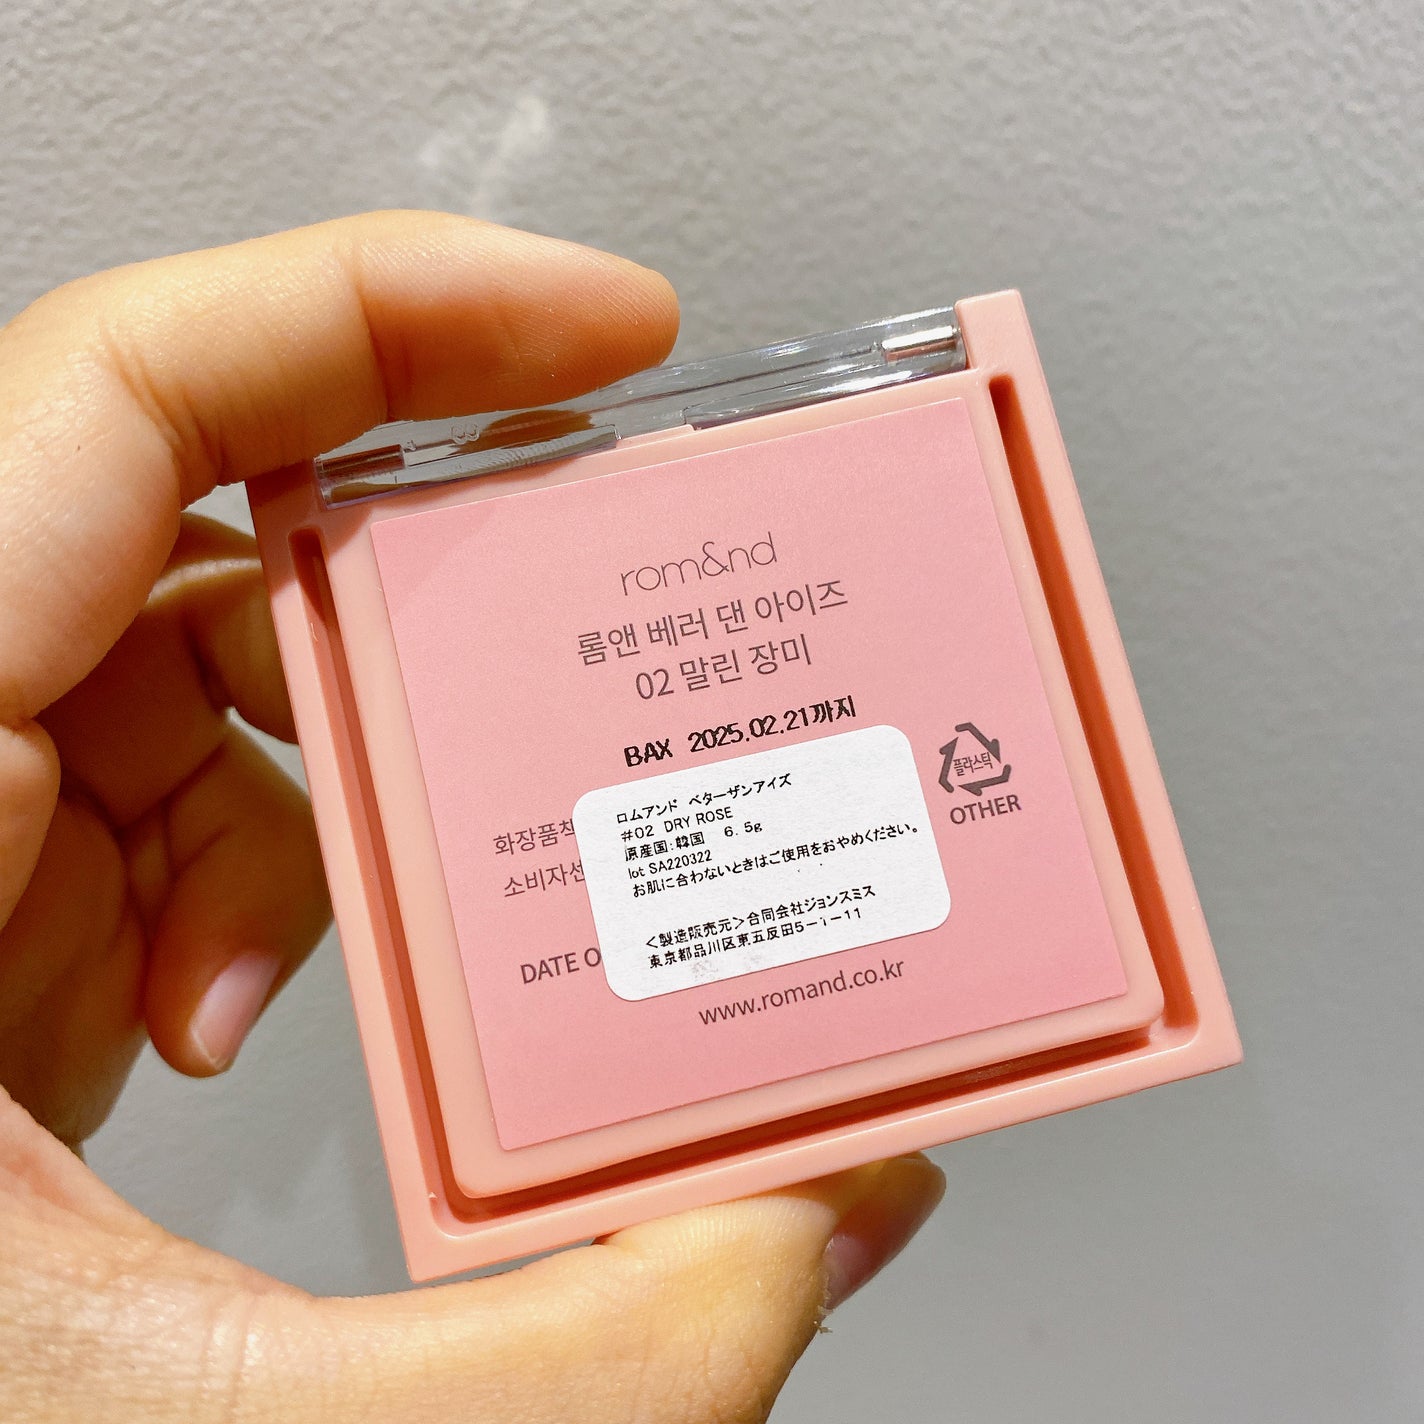 rom&nd
롬앤 베러 댄 아이즈
02 말린 장미
BAX 2025.02.21까지
플라스틱
OTHER
화장품책
소비자센
DATE O
ロムアンド ベターザンアイズ
#02 DRY ROSE
原産国:韓国 6.5g
lot SA220322
お肌に合わないときはご使用をおやめください。
<製造販売元>合同会社ジョンスミス
東京都品川区東五反田5-1-11
www.romand.co.kr